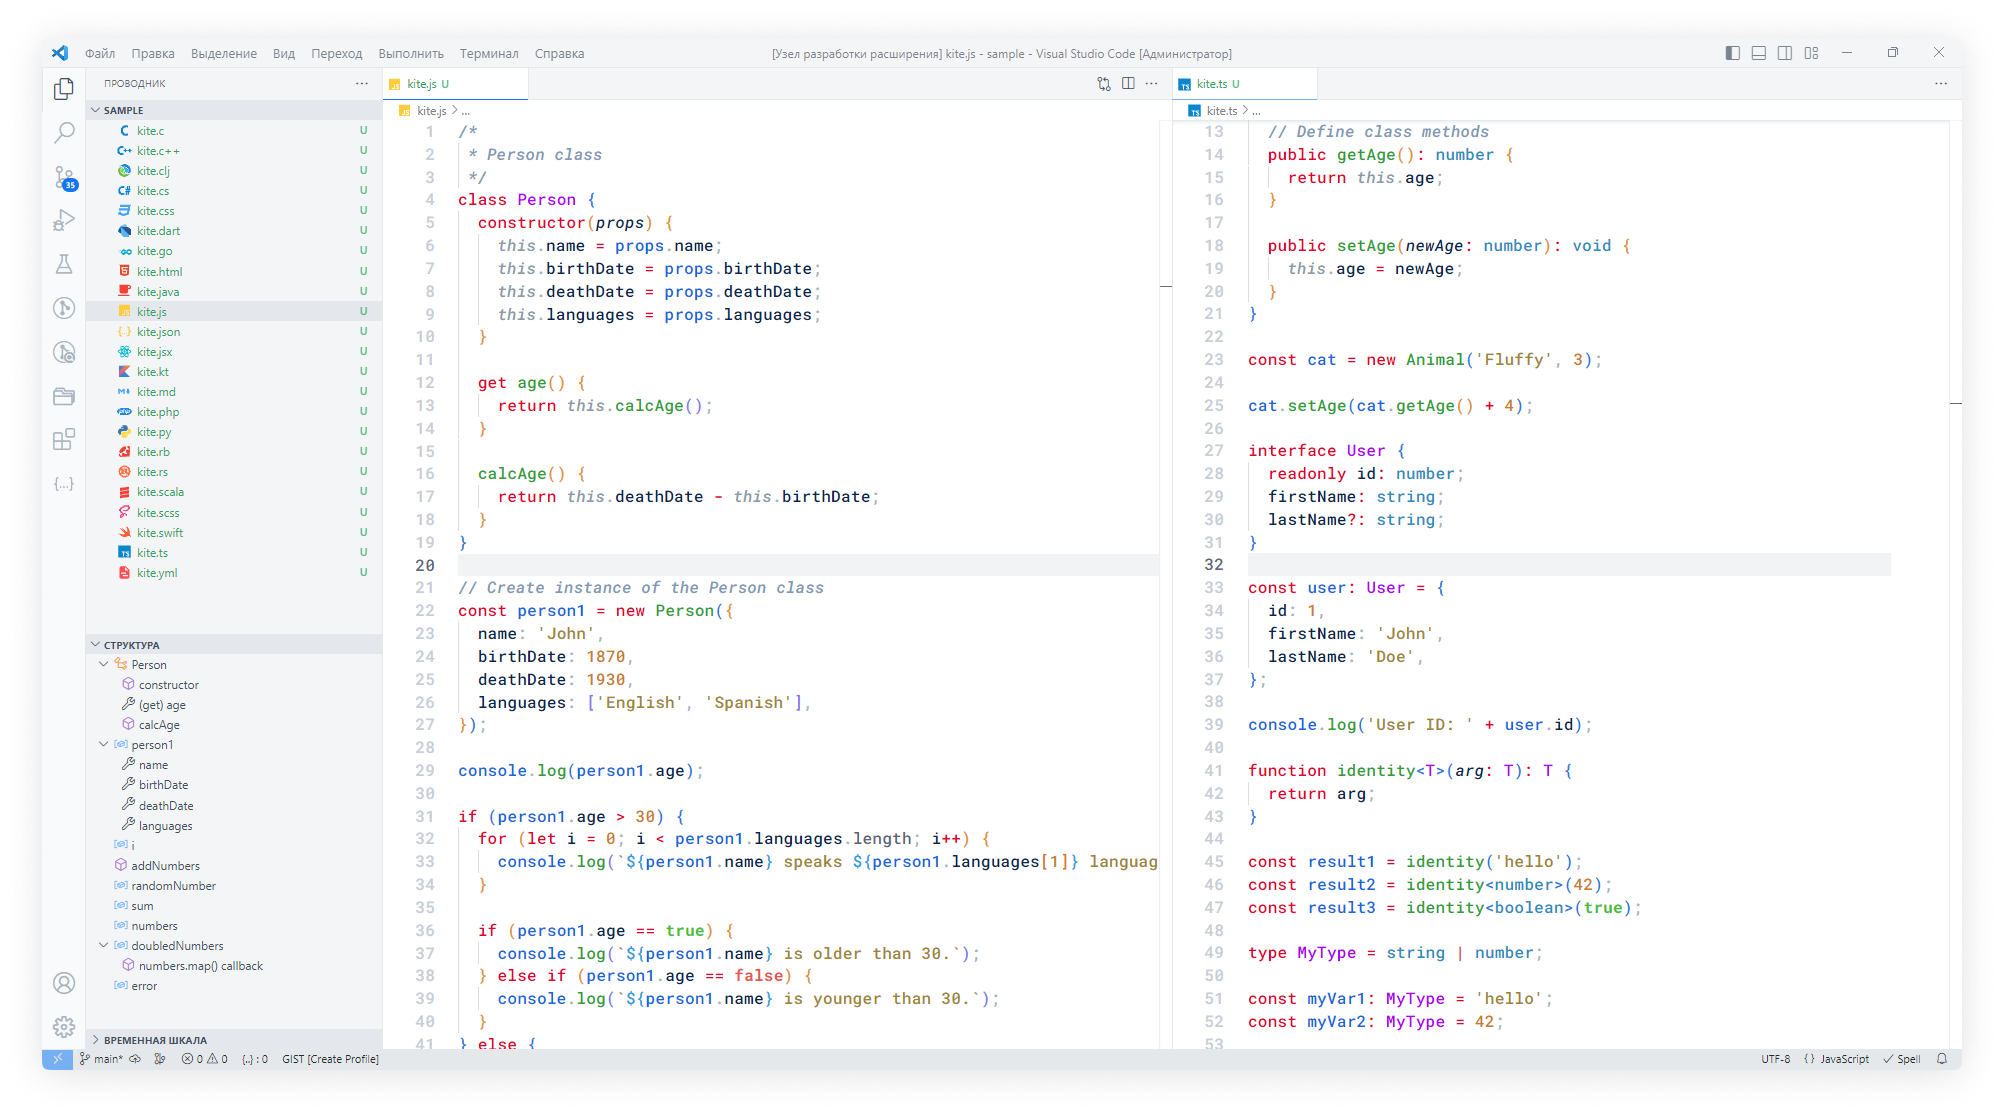 Файл Правка Выделение Вид Переход Выполнить Терминал Справка
[Узел разработки расширения] kite.js - sample - Visual Studio Code [Администратор]
ПРОВОДНИК
SAMPLE
kite.c U
kite.c++ U
kite.clj U
kite.cs U
kite.css U
kite.dart U
kite.go U
kite.html U
kite.java U
kite.js U
kite.json U
kite.jsx U
kite.kt U
kite.md U
kite.php U
kite.py U
kite.rb U
kite.rs U
kite.scala U
kite.scss U
kite.swift U
kite.ts U
kite.yml U
35
СТРУКТУРА
Person
constructor
(get) age
calcAge
person1
name
birthDate
deathDate
languages
i
addNumbers
randomNumber
sum
numbers
doubledNumbers
numbers.map() callback
error
ВРЕМЕННАЯ ШКАЛА
kite.js U
kite.js > ...
1 /*
2  * Person class
3  */
4 class Person {
5   constructor(props) {
6     this.name = props.name;
7     this.birthDate = props.birthDate;
8     this.deathDate = props.deathDate;
9     this.languages = props.languages;
10   }
11
12   get age() {
13     return this.calcAge();
14   }
15
16   calcAge() {
17     return this.deathDate - this.birthDate;
18   }
19 }
20
21 // Create instance of the Person class
22 const person1 = new Person({
23   name: 'John',
24   birthDate: 1870,
25   deathDate: 1930,
26   languages: ['English', 'Spanish'],
27 });
28
29 console.log(person1.age);
30
31 if (person1.age > 30) {
32   for (let i = 0; i < person1.languages.length; i++) {
33     console.log(`${person1.name} speaks ${person1.languages[1]} languag
34   }
35
36   if (person1.age == true) {
37     console.log(`${person1.name} is older than 30.`);
38   } else if (person1.age == false) {
39     console.log(`${person1.name} is younger than 30.`);
40   }
41 } else {
kite.ts U
kite.ts > ...
13   // Define class methods
14   public getAge(): number {
15     return this.age;
16   }
17
18   public setAge(newAge: number): void {
19     this.age = newAge;
20   }
21 }
22
23 const cat = new Animal('Fluffy', 3);
24
25 cat.setAge(cat.getAge() + 4);
26
27 interface User {
28   readonly id: number;
29   firstName: string;
30   lastName?: string;
31 }
32
33 const user: User = {
34   id: 1,
35   firstName: 'John',
36   lastName: 'Doe',
37 };
38
39 console.log('User ID: ' + user.id);
40
41 function identity<T>(arg: T): T {
42   return arg;
43 }
44
45 const result1 = identity('hello');
46 const result2 = identity<number>(42);
47 const result3 = identity<boolean>(true);
48
49 type MyType = string | number;
50
51 const myVar1: MyType = 'hello';
52 const myVar2: MyType = 42;
53
main* 0 0 {..} : 0 GIST [Create Profile]
UTF-8 {} JavaScript Spell